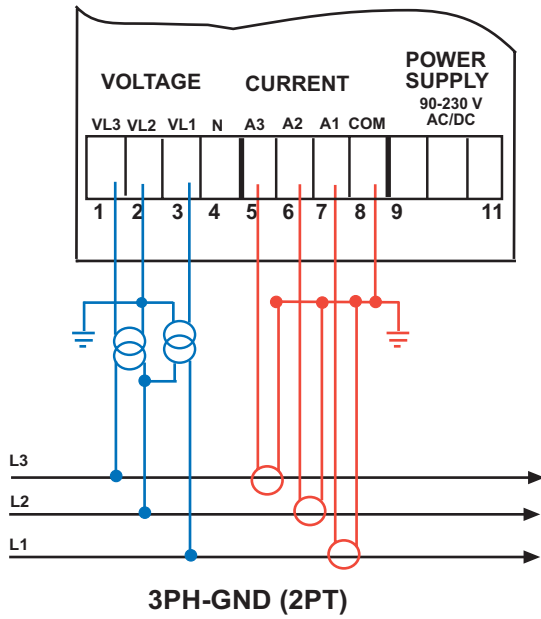 POWER
VOLTAGE CURRENT SUPPLY
90-230 V
AC/DC
VL3 VL2 VL1 N A3 A2 A1 COM
1 2 3 4 5 6 7 8 9 11
L3
L2
L1
3PH-GND (2PT)